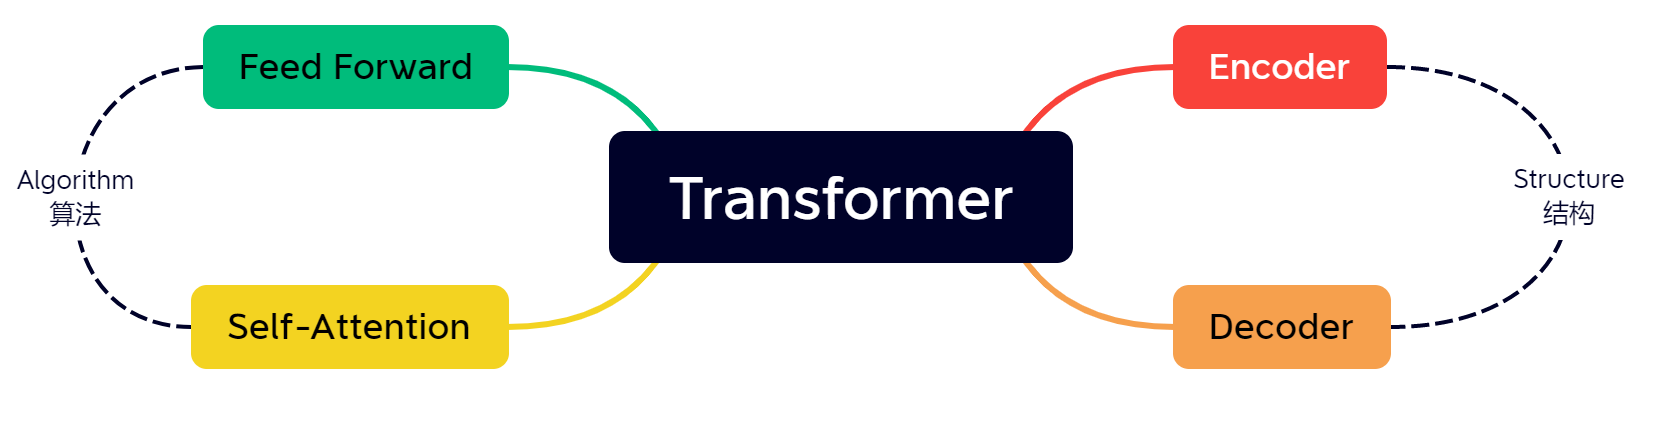 Feed Forward
Encoder
Algorithm
算法
Transformer
Structure
结构
Self-Attention
Decoder